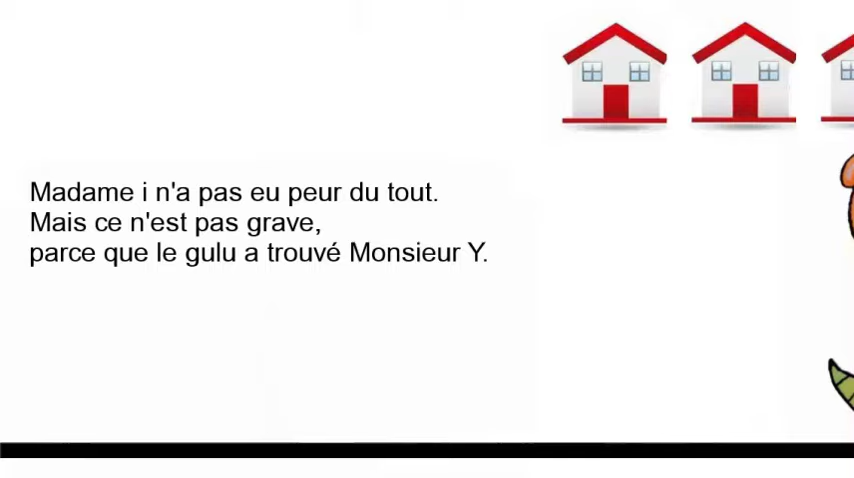 Madame i n'a pas eu peur du tout.
Mais ce n'est pas grave,
parce que le gulu a trouvé Monsieur Y.